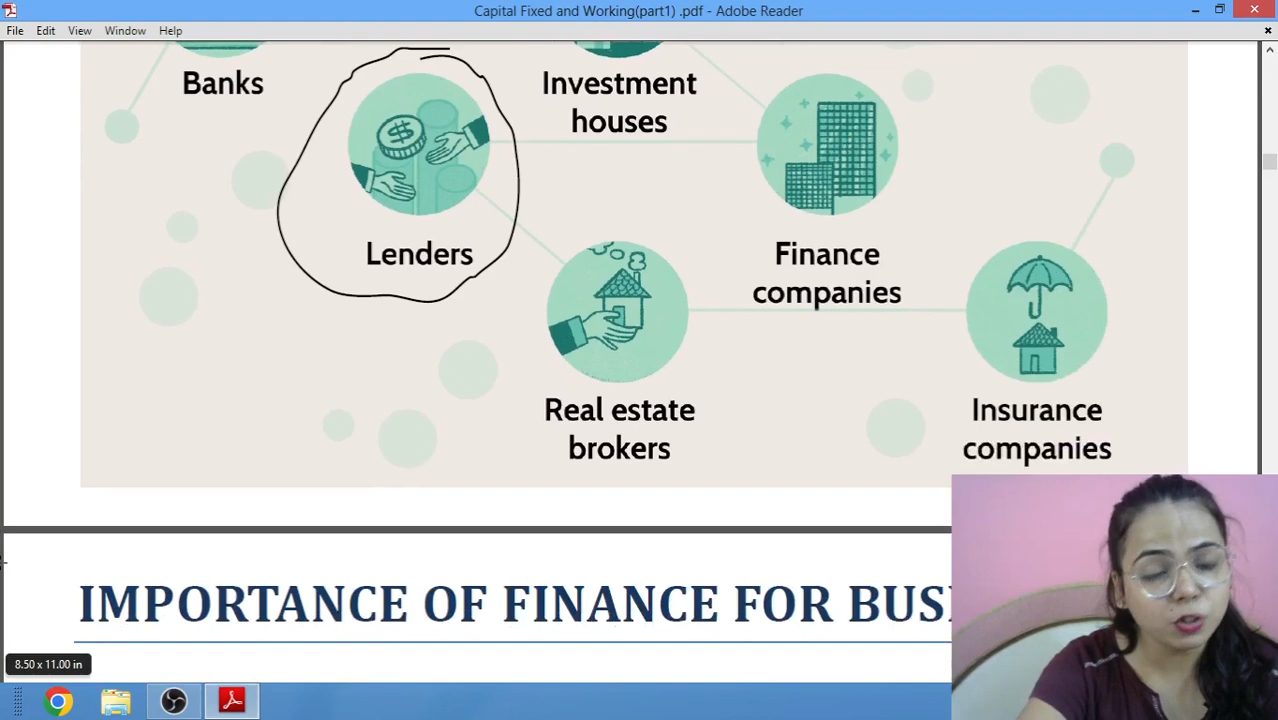 Capital Fixed and Working(part1) .pdf - Adobe Reader
File Edit View Window Help
Banks
Investment
houses
Lenders
Finance
companies
Real estate
brokers
Insurance
companies
IMPORTANCE OF FINANCE FOR
8.50 x 11.00 in